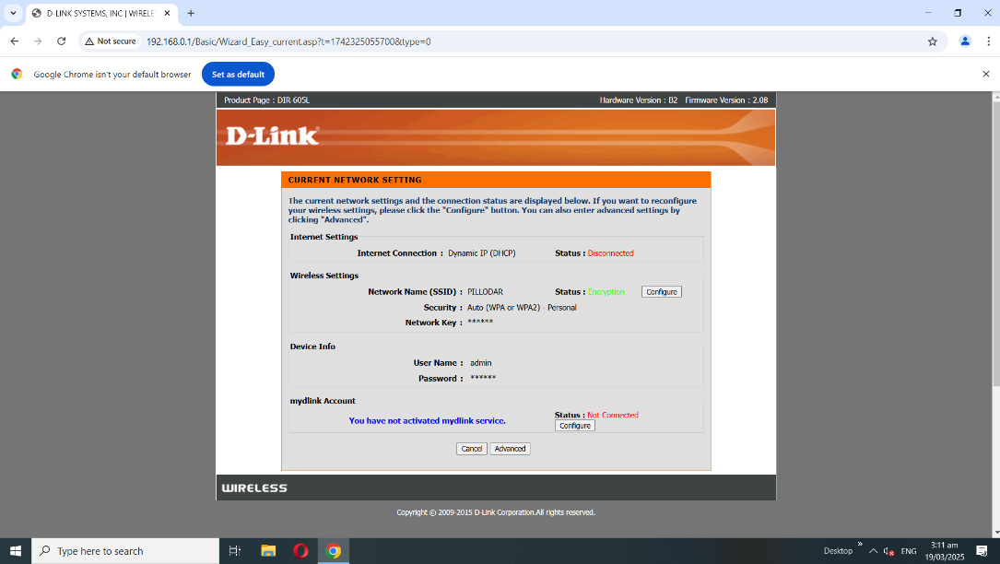 D-LINK SYSTEMS, INC | WIRELE
Not secure
192.168.0.1/Basic/Wizard_Easy_current.asp?t=1742325055700&type=0
Google Chrome isn't your default browser
Set as default
Product Page : DIR-605L
Hardware Version : B2 Firmware Version : 2.08
D-Link
CURRENT NETWORK SETTING
The current network settings and the connection status are displayed below. If you want to reconfigure
your wireless settings, please click the "Configure" button. You can also enter advanced settings by
clicking "Advanced".
Internet Settings
Internet Connection : Dynamic IP (DHCP) Status : Disconnected
Wireless Settings
Network Name (SSID) : PILLODAR Status : Encryption Configure
Security : Auto (WPA or WPA2) - Personal
Network Key : ******
Device Info
User Name : admin
Password : ******
mydlink Account
Status : Not Connected
You have not activated mydlink service.
Configure
Cancel Advanced
WIRELESS
Copyright © 2009-2015 D-Link Corporation.All rights reserved.
Type here to search
Desktop
ENG
3:11 am
19/03/2025